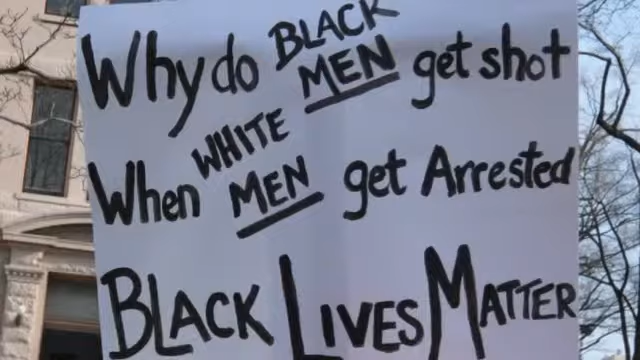 Why do BLACK MEN get shot
When WHITE MEN get Arrested
BLACK LIVES MATTER